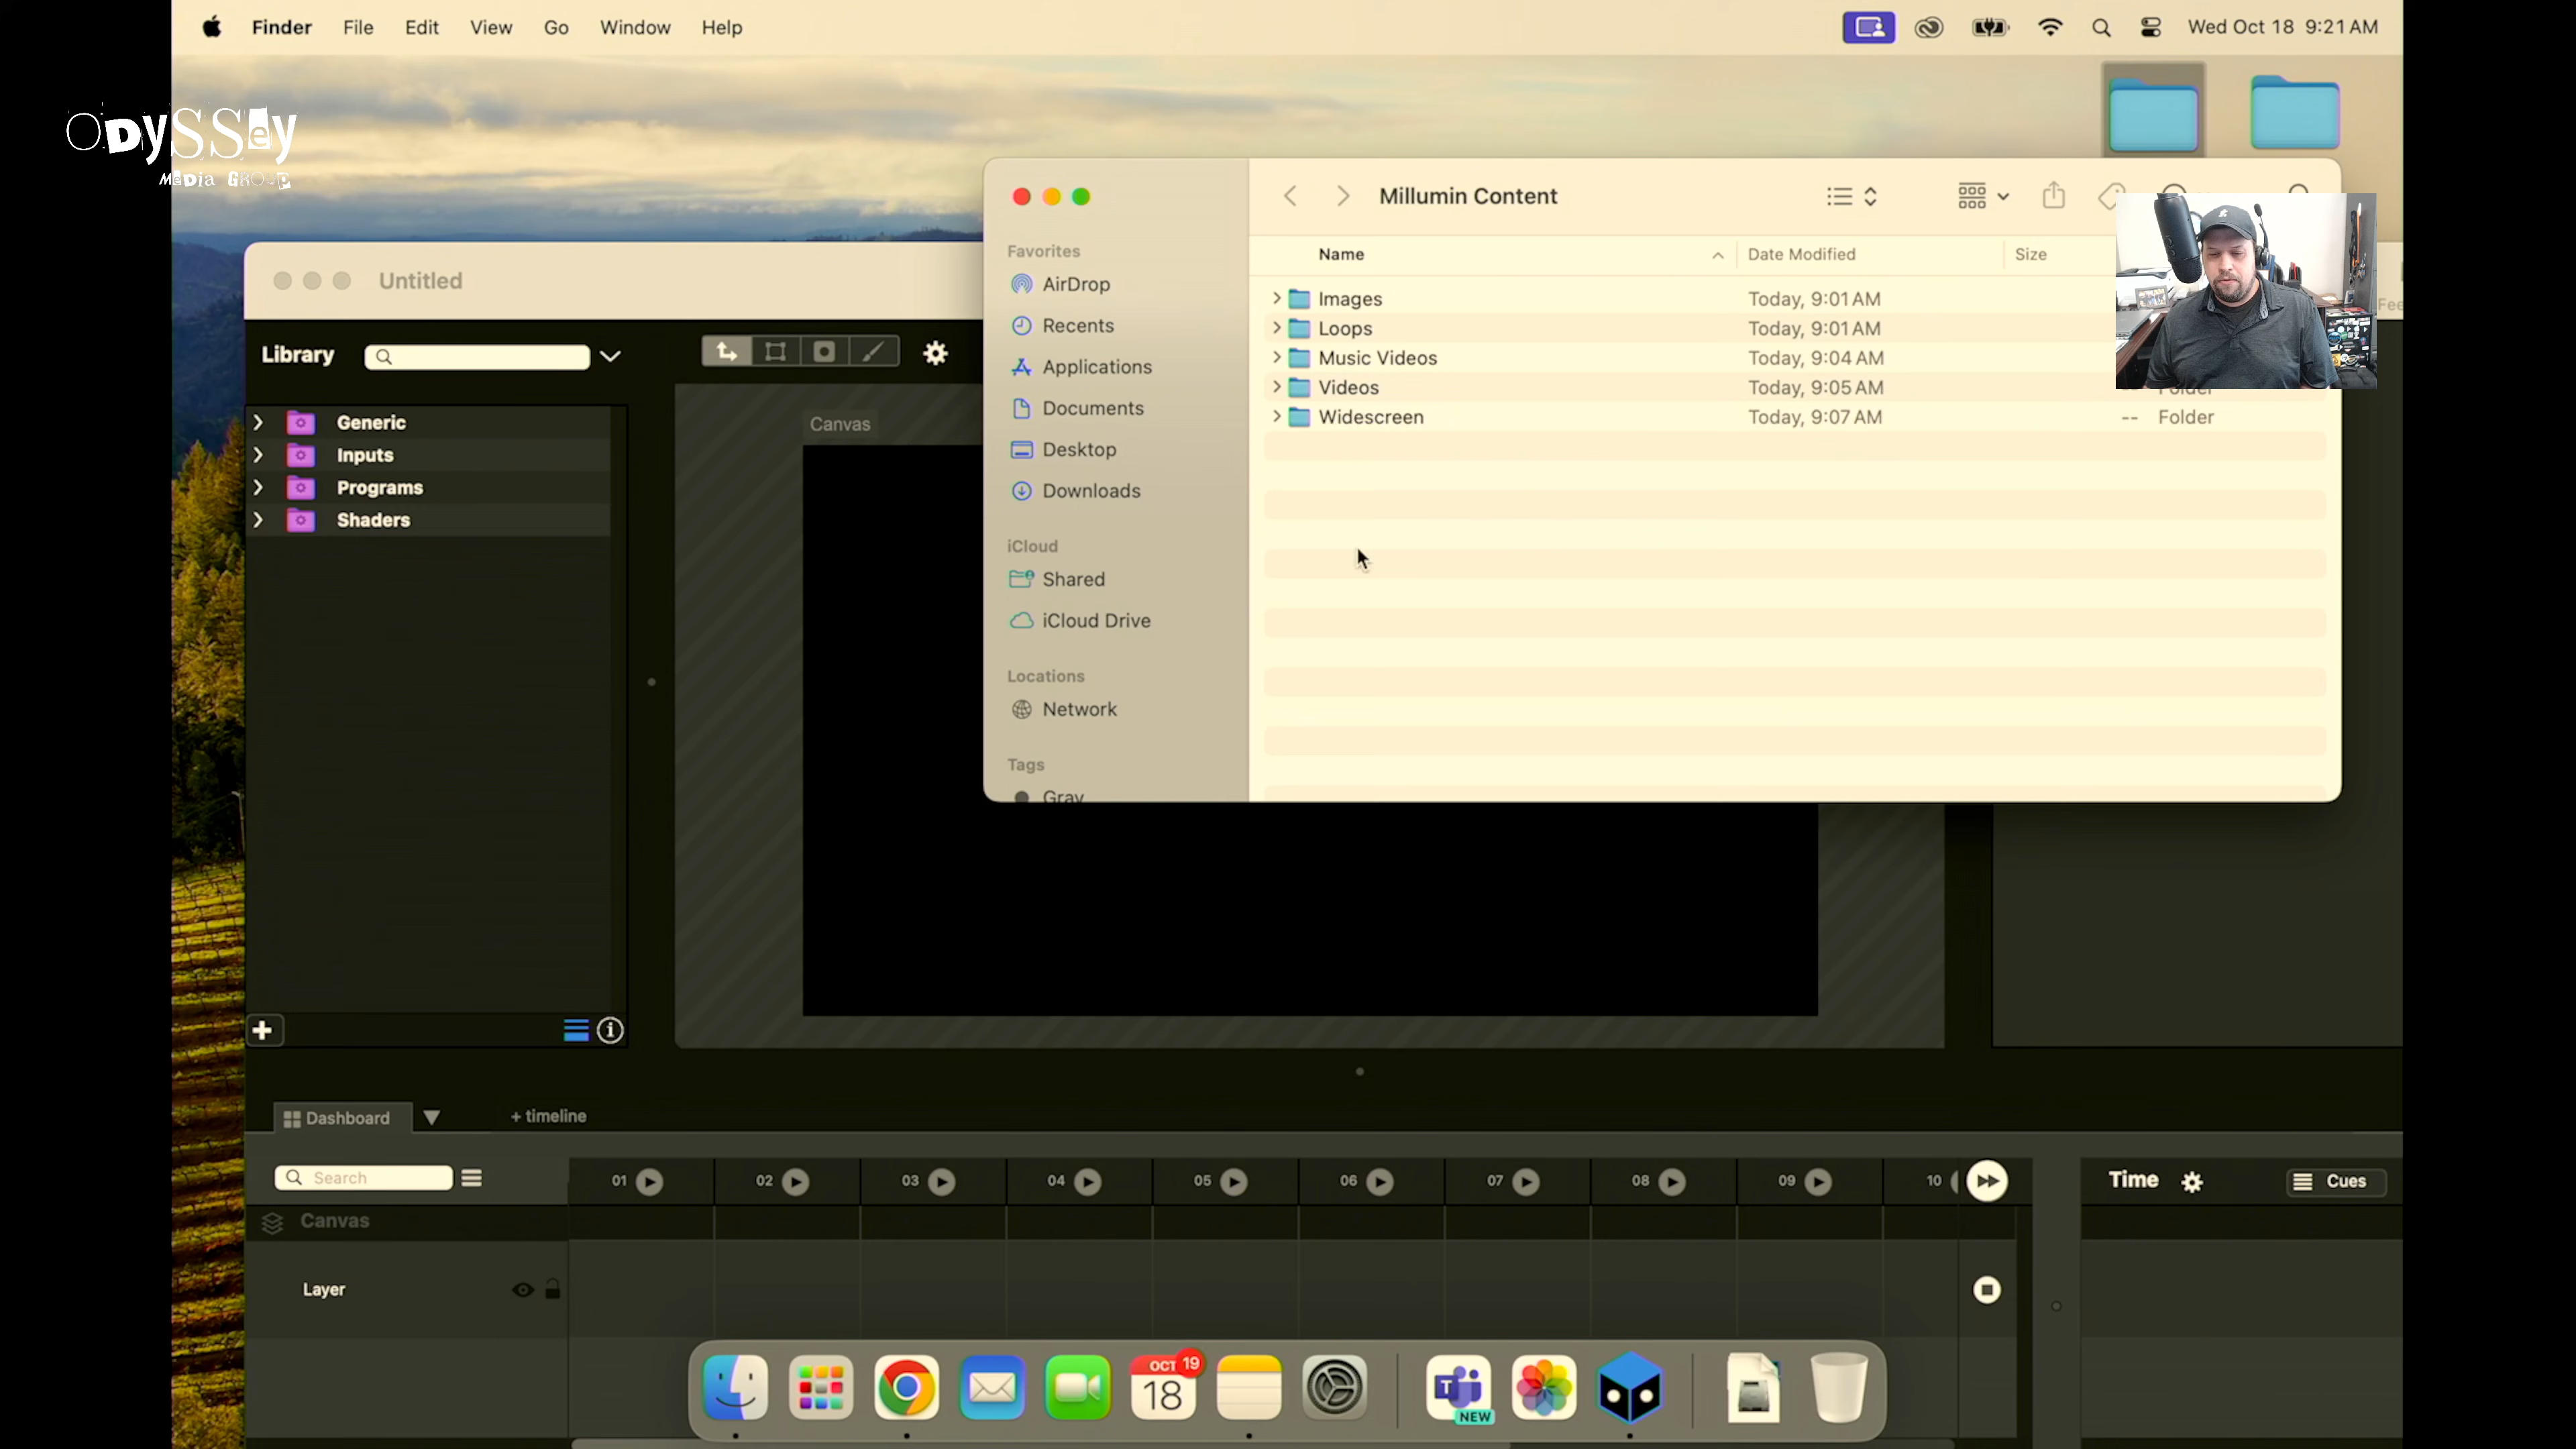 Finder File Edit View Go Window Help
Wed Oct 18 9:21 AM
ODySSey
MeDia GROUP
Millumin Content
Favorites
AirDrop
Recents
Applications
Documents
Desktop
Downloads
iCloud
Shared
iCloud Drive
Locations
Network
Tags
Gray
Name Date Modified Size
Images Today, 9:01 AM
Loops Today, 9:01 AM
Music Videos Today, 9:04 AM
Videos Today, 9:05 AM Folder
Widescreen Today, 9:07 AM -- Folder
Untitled
Library
Generic
Inputs
Programs
Shaders
Canvas
Dashboard + timeline
Search
01 02 03 04 05 06 07 08 09 10
Time Cues
Canvas
Layer
OCT 19
18
T
NEW